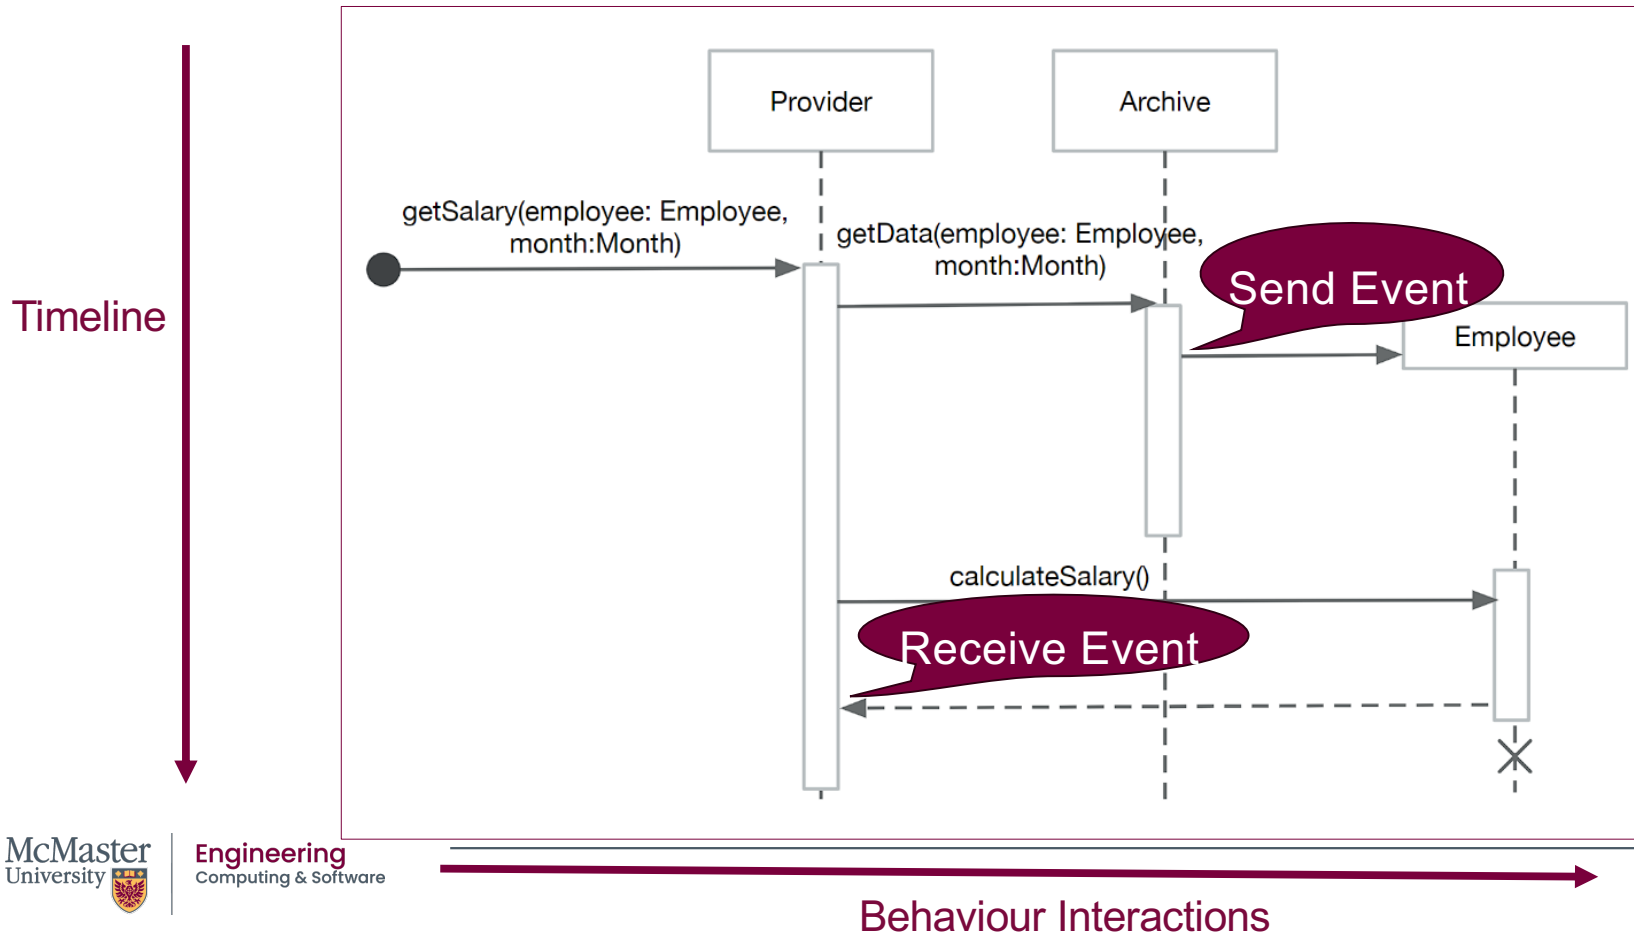 Provider
Archive
getSalary(employee: Employee,
month:Month)
getData(employee: Employee,
month:Month)
Send Event
Timeline
Employee
calculateSalary()
Receive Event
McMaster
University
Engineering
Computing & Software
Behaviour Interactions